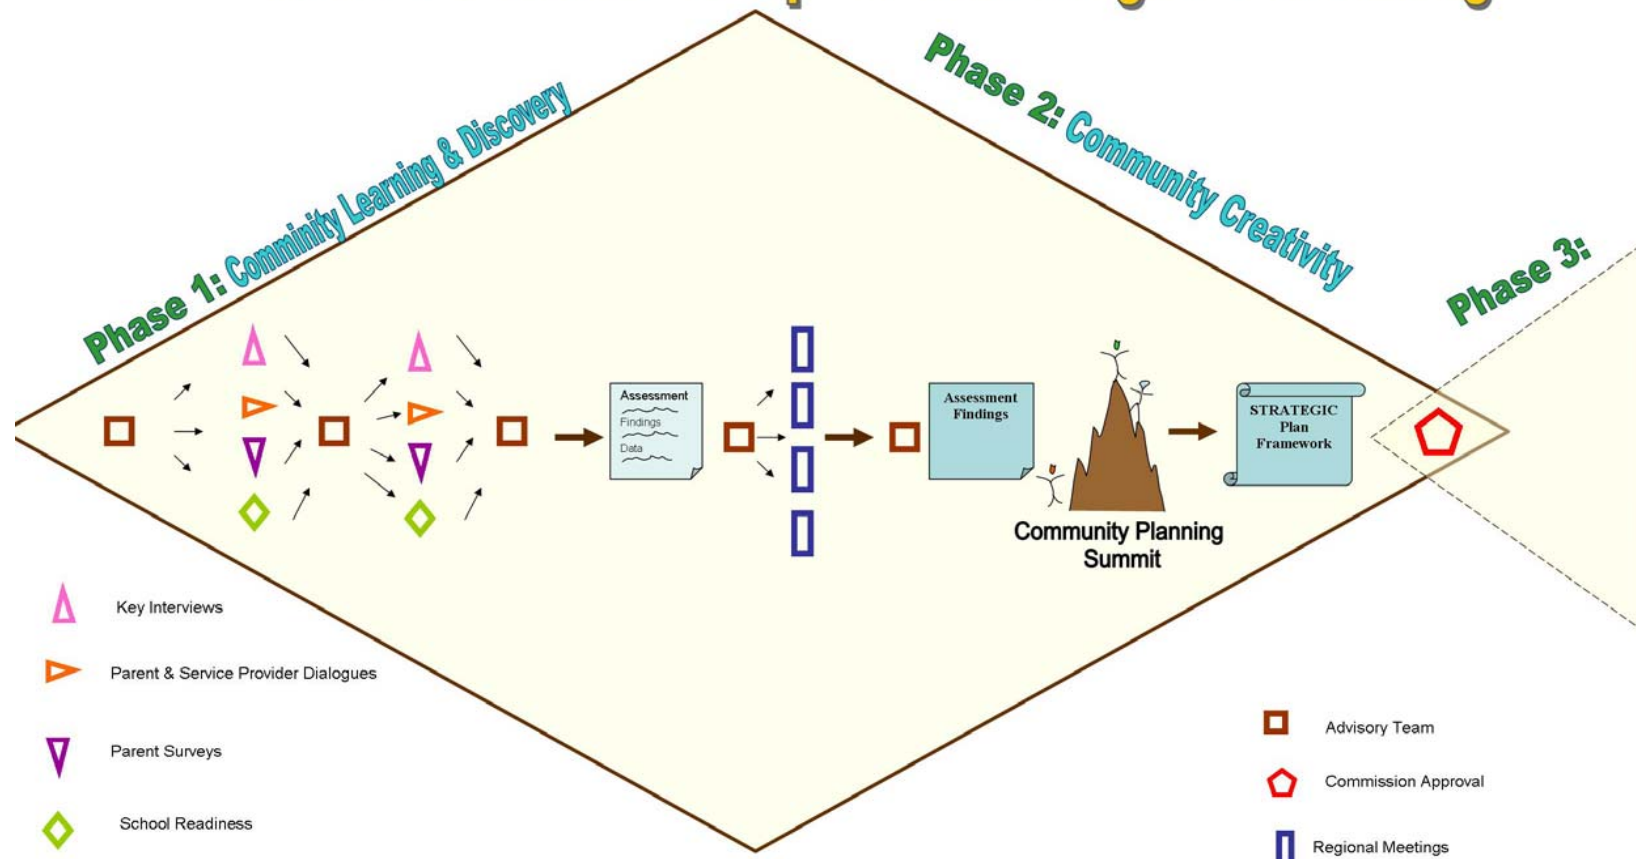 Phase 1: Comminity Learning & Discovery
Phase 2: Community Creativity
Phase 3:
Assessment
Findings
Data
Assessment
Findings
STRATEGIC
Plan
Framework
Community Planning
Summit
Key Interviews
Parent & Service Provider Dialogues
Parent Surveys
School Readiness
Advisory Team
Commission Approval
Regional Meetings